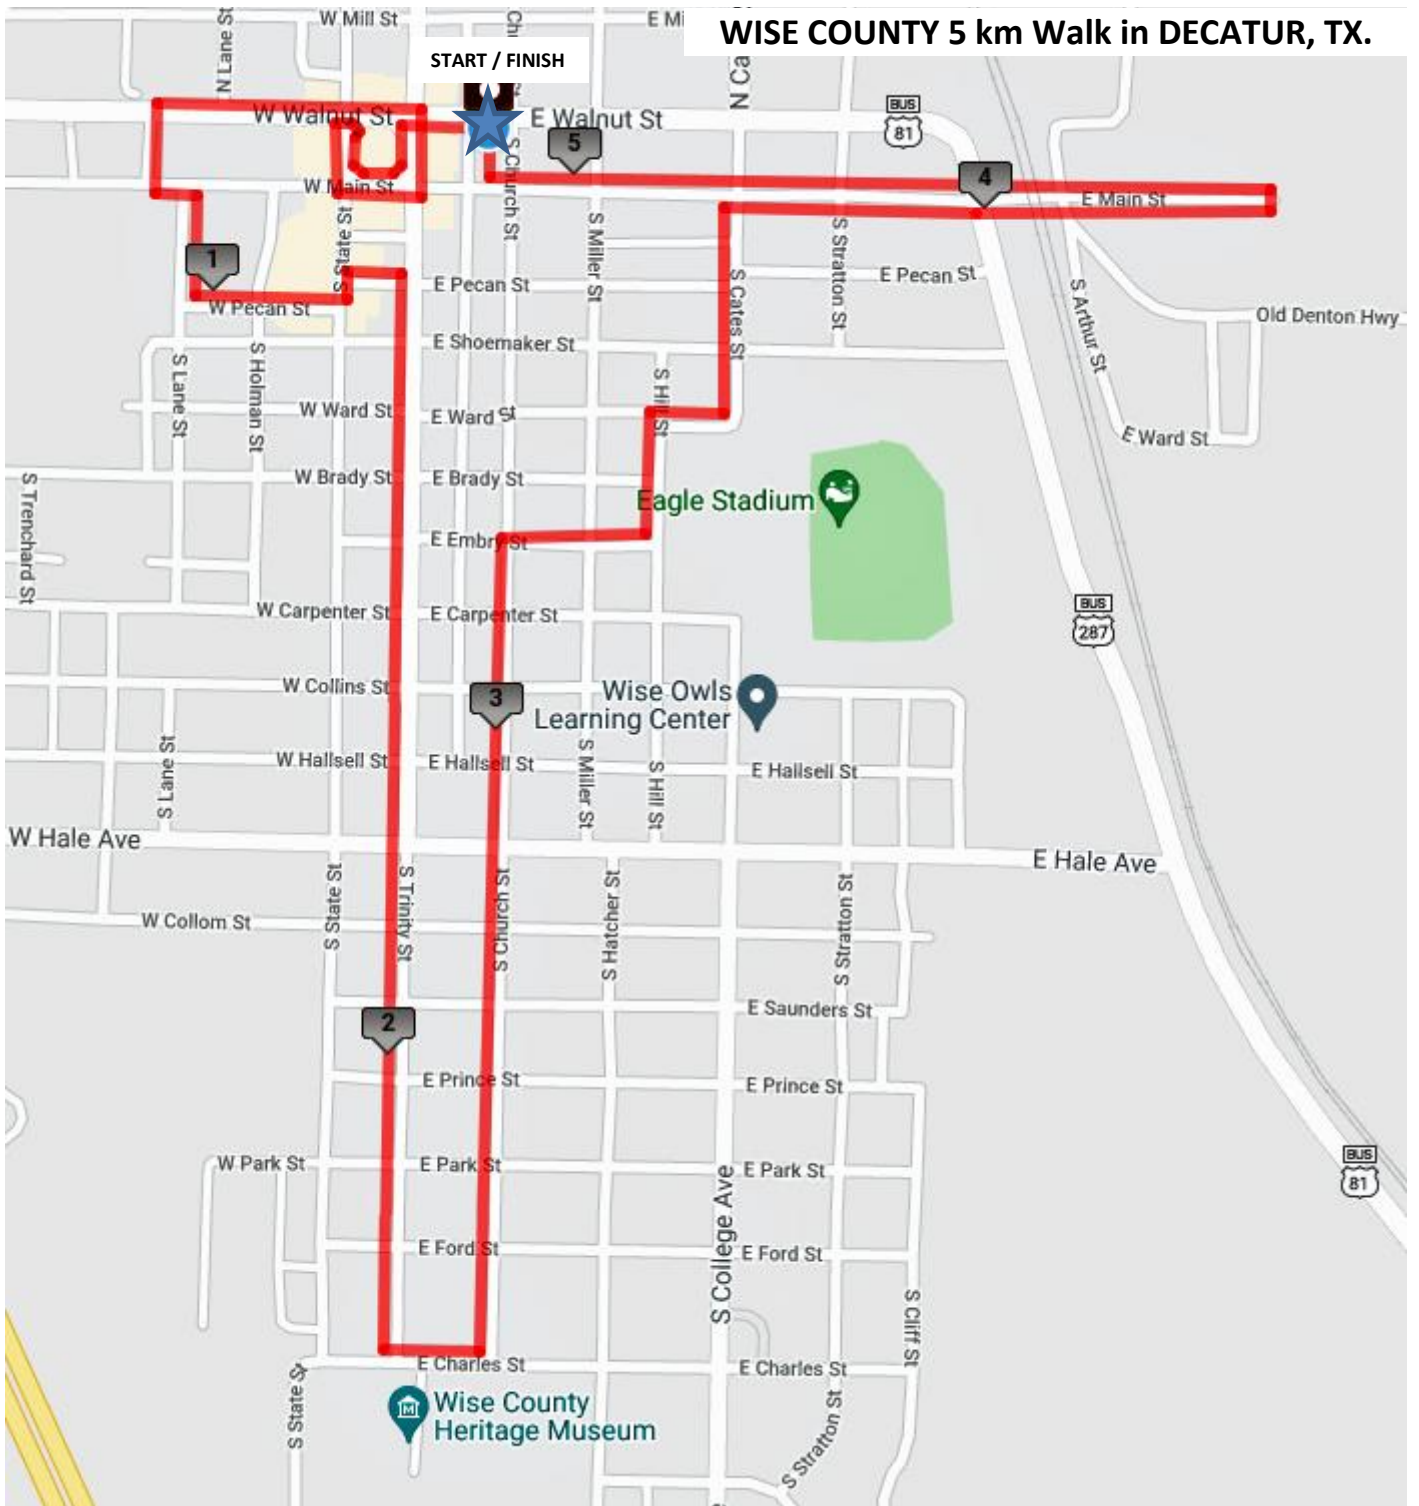 WISE COUNTY 5 km Walk in DECATUR, TX.
W Mill St
E Mi
N Lane St
START / FINISH
N Ca
W Walnut St
E Walnut St
BUS
81
5
S Church St
4
W Main St
E Main St
S State St
S Miller St
S Stratton St
1
E Pecan St
E Pecan St
S Cates St
S Arthur St
W Pecan St
Old Denton Hwy
E Shoemaker St
S Lane St
S Holman St
S Hill St
W Ward St
E Ward St
E Ward St
W Brady St
E Brady St
S Trenchard St
Eagle Stadium
E Embry St
W Carpenter St
E Carpenter St
BUS
287
W Collins St
3
Wise Owls
Learning Center
S Lane St
W Hallsell St
E Hallsell St
S Miller St
S Hill St
E Hallsell St
W Hale Ave
E Hale Ave
S State St
S Trinity St
S Church St
S Hatcher St
S Stratton St
W Collom St
2
E Saunders St
E Prince St
E Prince St
W Park St
E Park St
E Park St
BUS
81
S College Ave
E Ford St
E Ford St
S Cliff St
E Charles St
E Charles St
S State St
Wise County
Heritage Museum
S Stratton St